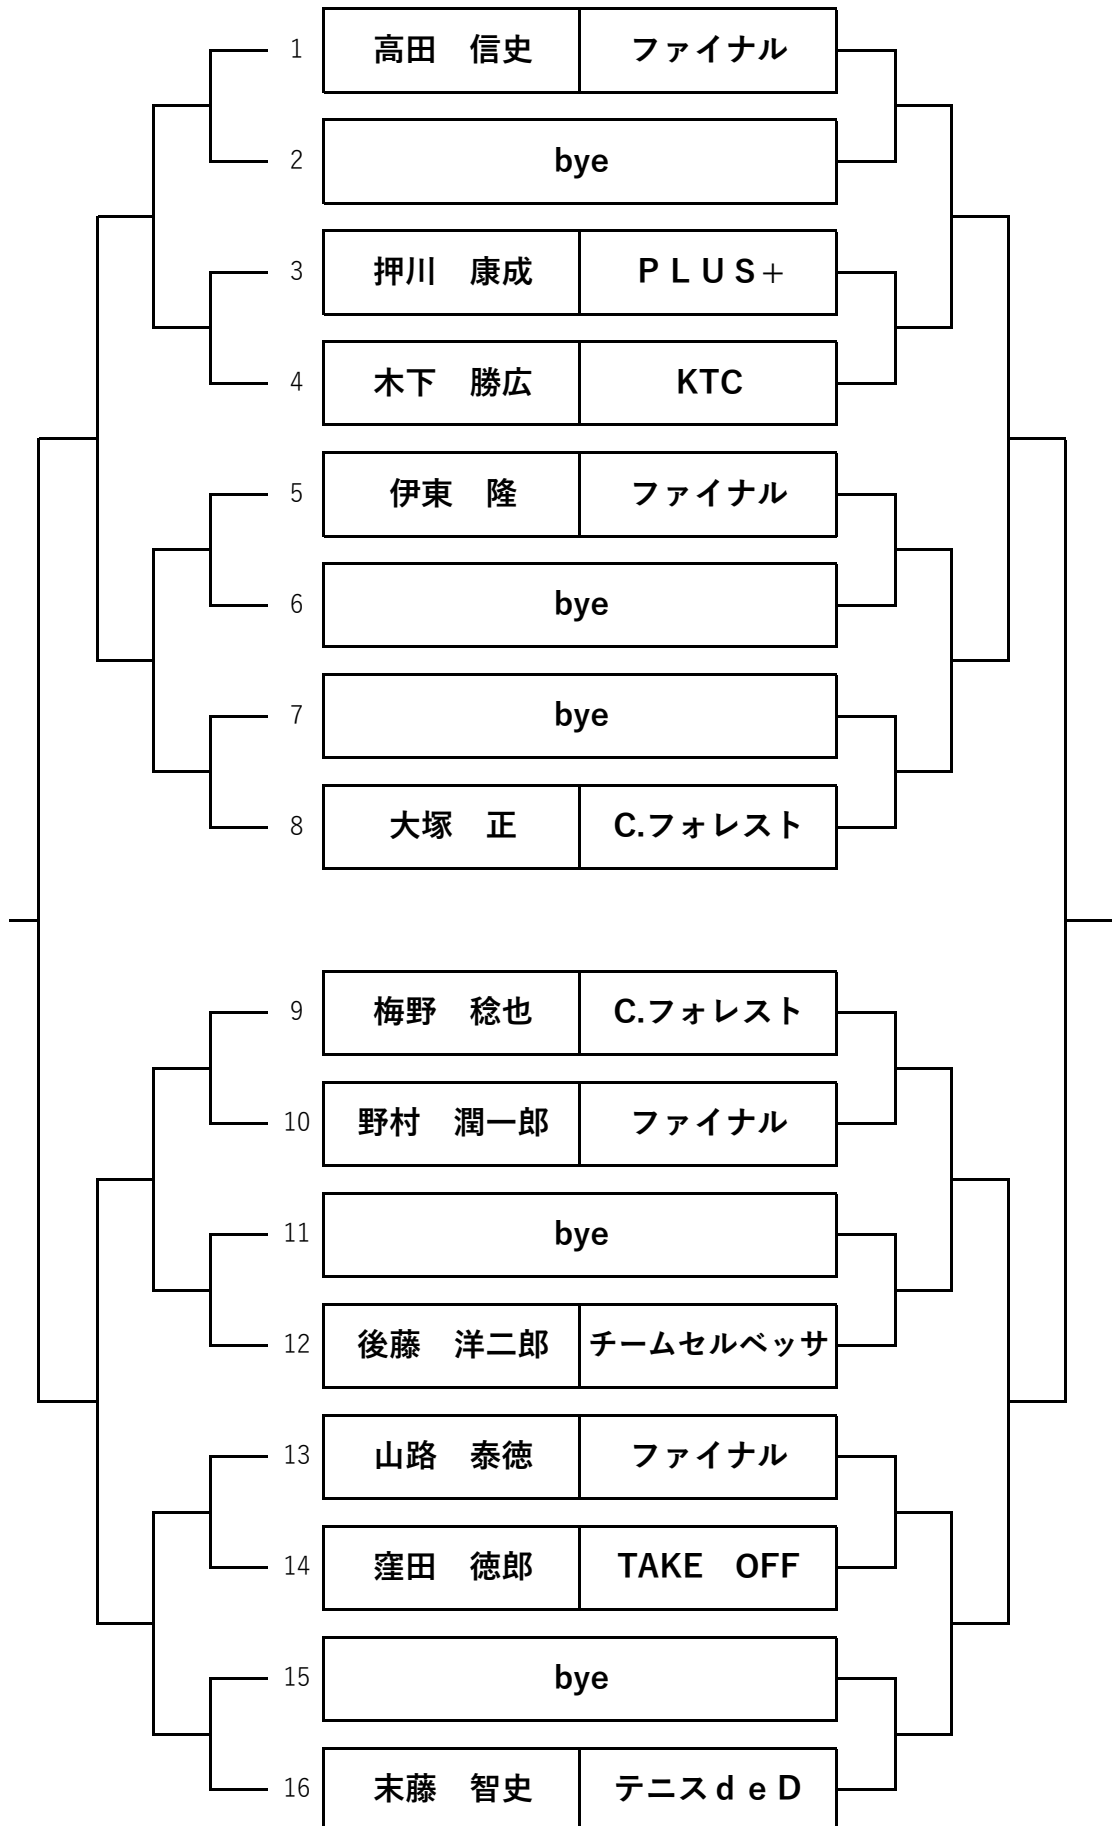 1 高田　信史 ファイナル
2 bye
3 押川　康成 ＰＬＵＳ＋
4 木下　勝広 KTC
5 伊東　隆 ファイナル
6 bye
7 bye
8 大塚　正 C.フォレスト
9 梅野　稔也 C.フォレスト
10 野村　潤一郎 ファイナル
11 bye
12 後藤　洋二郎 チームセルベッサ
13 山路　泰徳 ファイナル
14 窪田　徳郎 TAKE　OFF
15 bye
16 末藤　智史 テニスｄｅＤ